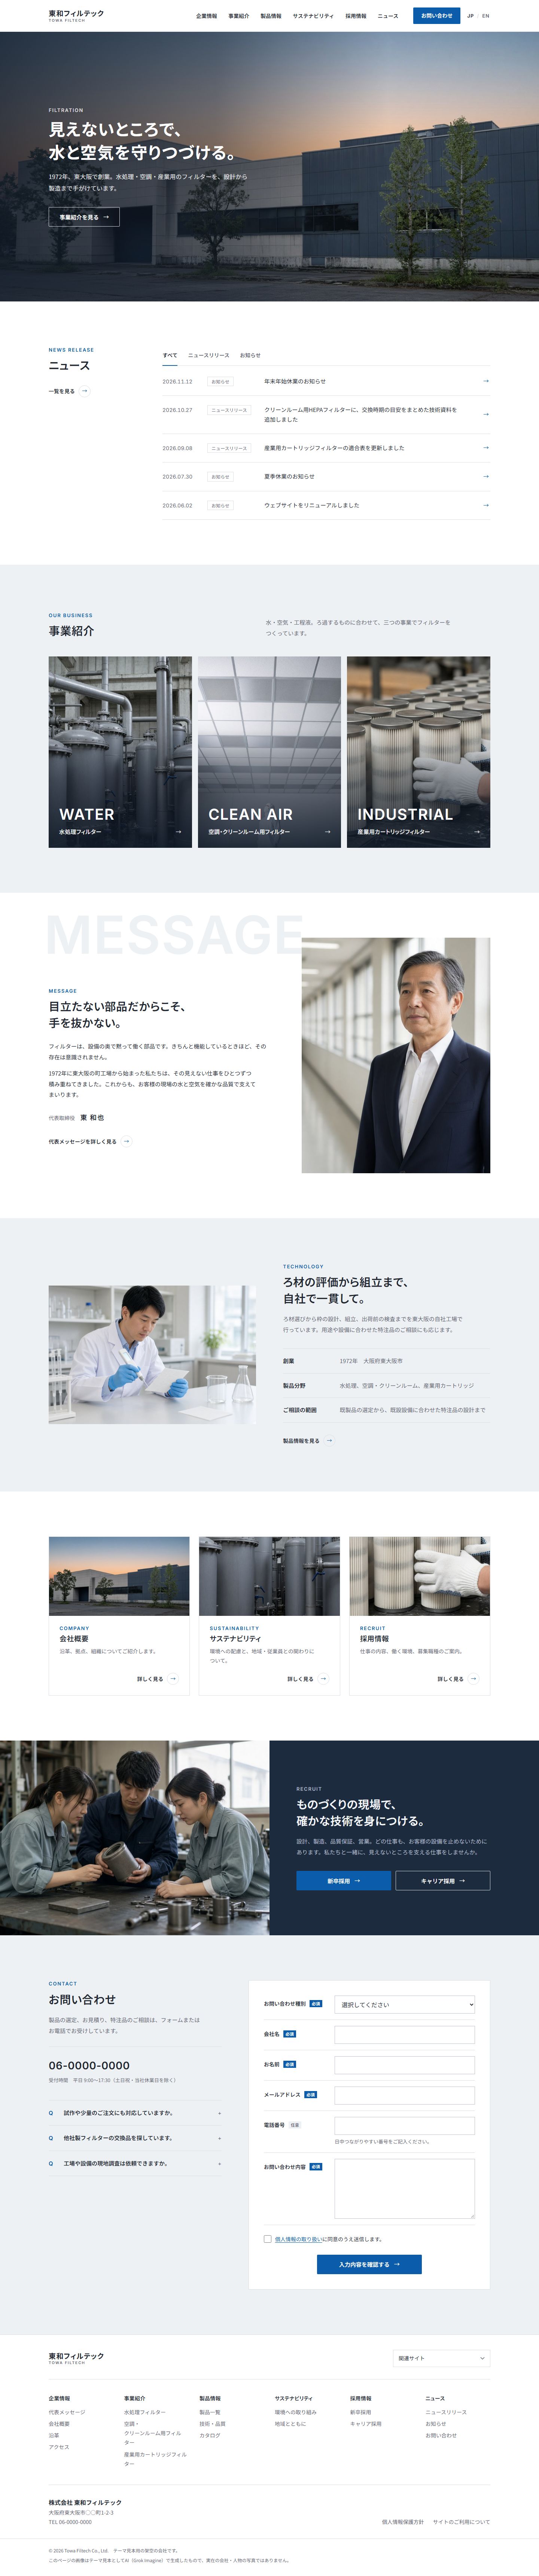 東和フィルテック
TOWA FILTECH
企業情報
事業紹介
製品情報
サステナビリティ
採用情報
ニュース
お問い合わせ
JP
EN
FILTRATION
見えないところで、
水と空気を守りつづける。
1972年、東大阪で創業。水処理・空調・産業用のフィルターを、設計から
製造まで手がけています。
事業紹介を見る →
NEWS RELEASE
ニュース
一覧を見る →
すべて
ニュースリリース
お知らせ
2026.11.12
お知らせ
年末年始休業のお知らせ
→
2026.10.27
ニュースリリース
クリーンルーム用HEPAフィルターに、交換時期の目安をまとめた技術資料を
追加しました
→
2026.09.08
ニュースリリース
産業用カートリッジフィルターの適合表を更新しました
→
2026.07.30
お知らせ
夏季休業のお知らせ
→
2026.06.02
お知らせ
ウェブサイトをリニューアルしました
→
OUR BUSINESS
事業紹介
水・空気・工程液。ろ過するものに合わせて、三つの事業でフィルターを
つくっています。
WATER
水処理フィルター →
CLEAN AIR
空調・クリーンルーム用フィルター →
INDUSTRIAL
産業用カートリッジフィルター →
MESSAGE
MESSAGE
目立たない部品だからこそ、
手を抜かない。
フィルターは、設備の奥で黙って働く部品です。きちんと機能しているときほど、その
存在は意識されません。
1972年に東大阪の町工場から始まった私たちは、その見えない仕事をひとつずつ
積み重ねてきました。これからも、お客様の現場の水と空気を確かな品質で支えて
まいります。
代表取締役 東 和也
代表メッセージを詳しく見る →
TECHNOLOGY
ろ材の評価から組立まで、
自社で一貫して。
ろ材選びから枠の設計、組立、出荷前の検査までを東大阪の自社工場で
行っています。用途や設備に合わせた特注品のご相談にも応じます。
創業
1972年 大阪府東大阪市
製品分野
水処理、空調・クリーンルーム、産業用カートリッジ
ご相談の範囲
既製品の選定から、既設設備に合わせた特注品の設計まで
製品情報を見る →
COMPANY
会社概要
沿革、拠点、組織についてご紹介します。
詳しく見る →
SUSTAINABILITY
サステナビリティ
環境への配慮と、地域・従業員との関わりに
ついて。
詳しく見る →
RECRUIT
採用情報
仕事の内容、働く環境、募集職種のご案内。
詳しく見る →
RECRUIT
ものづくりの現場で、
確かな技術を身につける。
設計、製造、品質保証、営業。どの仕事も、お客様の設備を止めないために
あります。私たちと一緒に、見えないところを支える仕事をしませんか。
新卒採用 →
キャリア採用 →
CONTACT
お問い合わせ
製品の選定、お見積り、特注品のご相談は、フォームまたは
お電話でお受けしています。
06-0000-0000
受付時間 平日 9:00〜17:30（土日祝・当社休業日を除く）
Q 試作や少量のご注文にも対応していますか。 +
Q 他社製フィルターの交換品を探しています。 +
Q 工場や設備の現地調査は依頼できますか。 +
お問い合わせ種別 必須
選択してください
会社名 必須
お名前 必須
メールアドレス 必須
電話番号 任意
日中つながりやすい番号をご記入ください。
お問い合わせ内容 必須
個人情報の取り扱いに同意のうえ送信します。
入力内容を確認する →
東和フィルテック
TOWA FILTECH
関連サイト
企業情報
代表メッセージ
会社概要
沿革
アクセス
事業紹介
水処理フィルター
空調・
クリーンルーム用フィル
ター
産業用カートリッジフィル
ター
製品情報
製品一覧
技術・品質
カタログ
サステナビリティ
環境への取り組み
地域とともに
採用情報
新卒採用
キャリア採用
ニュース
ニュースリリース
お知らせ
お問い合わせ
株式会社 東和フィルテック
大阪府東大阪市〇〇町1-2-3
TEL 06-0000-0000
個人情報保護方針
サイトのご利用について
© 2026 Towa Filtech Co., Ltd. テーマ見本用の架空の会社です。
このページの画像はテーマ見本としてAI（Grok Imagine）で生成したもので、実在の会社・人物の写真ではありません。